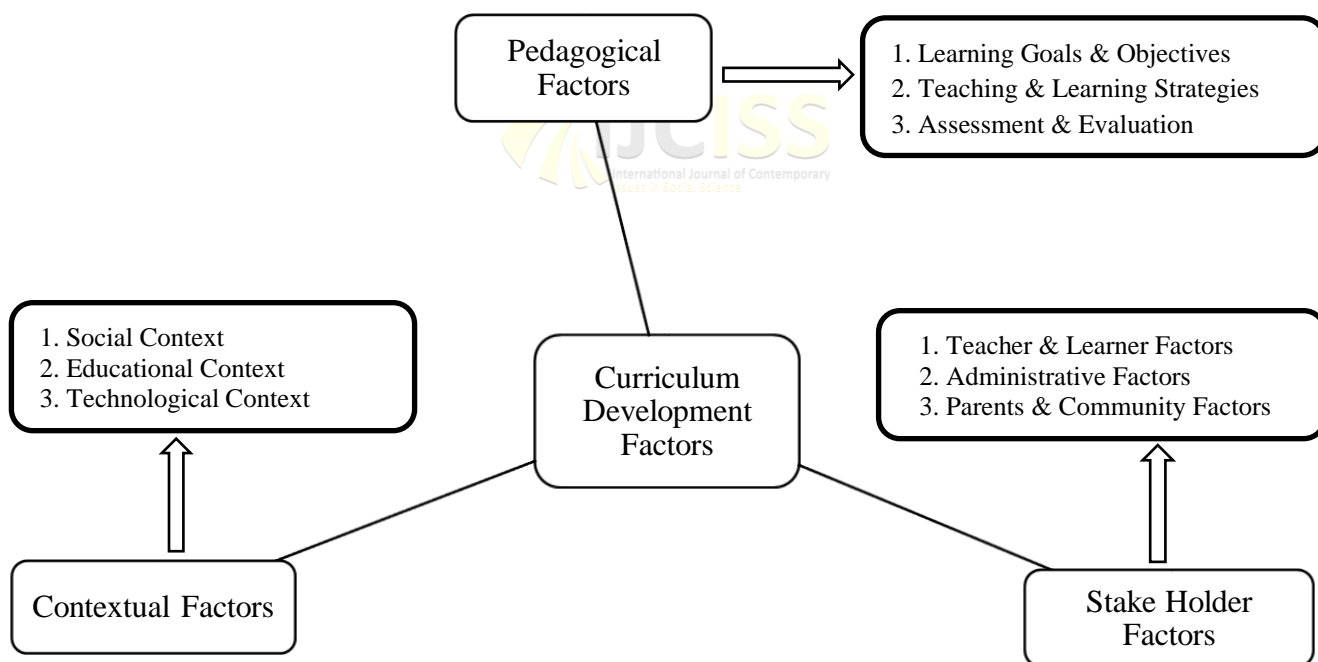 Pedagogical
Factors
1. Learning Goals & Objectives
2. Teaching & Learning Strategies
3. Assessment & Evaluation
IJCISS
International Journal of Contemporary
Issues in Social Science
1. Social Context
2. Educational Context
3. Technological Context
Curriculum
Development
Factors
1. Teacher & Learner Factors
2. Administrative Factors
3. Parents & Community Factors
Contextual Factors
Stake Holder
Factors